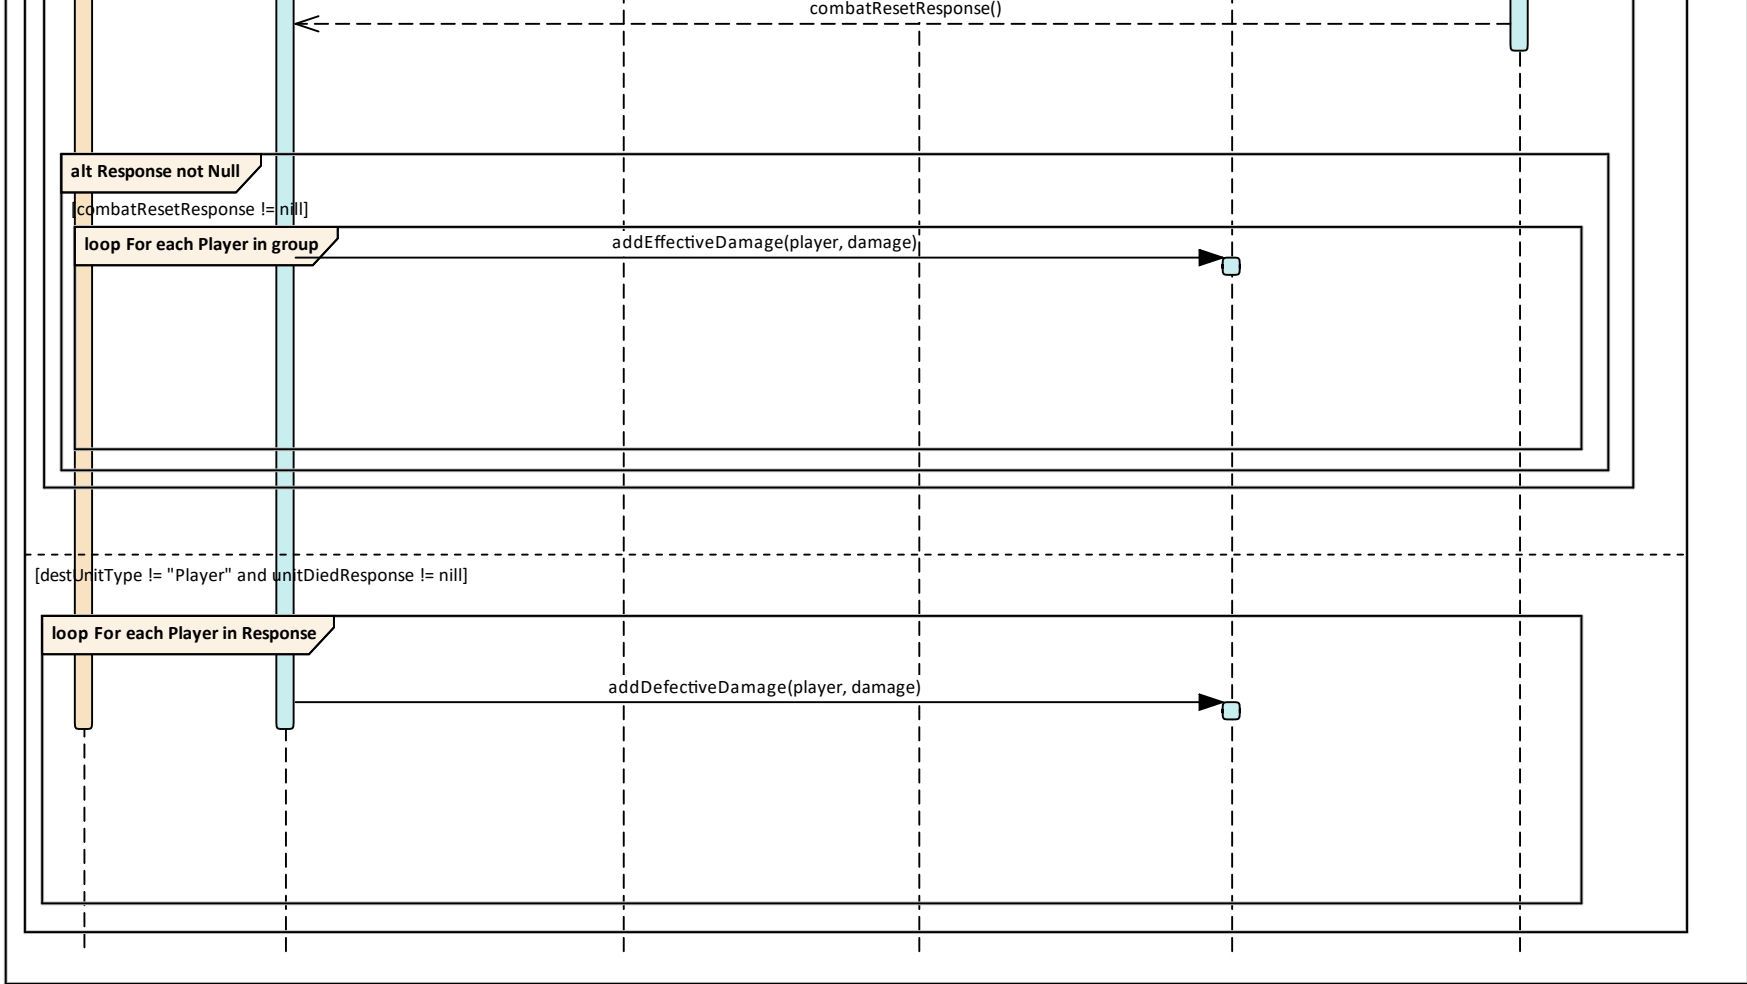 combatResetResponse()
alt Response not Null
[combatResetResponse != nill]
loop For each Player in group
addEffectiveDamage(player, damage)
[destUnitType != "Player" and unitDiedResponse != nill]
loop For each Player in Response
addDefectiveDamage(player, damage)